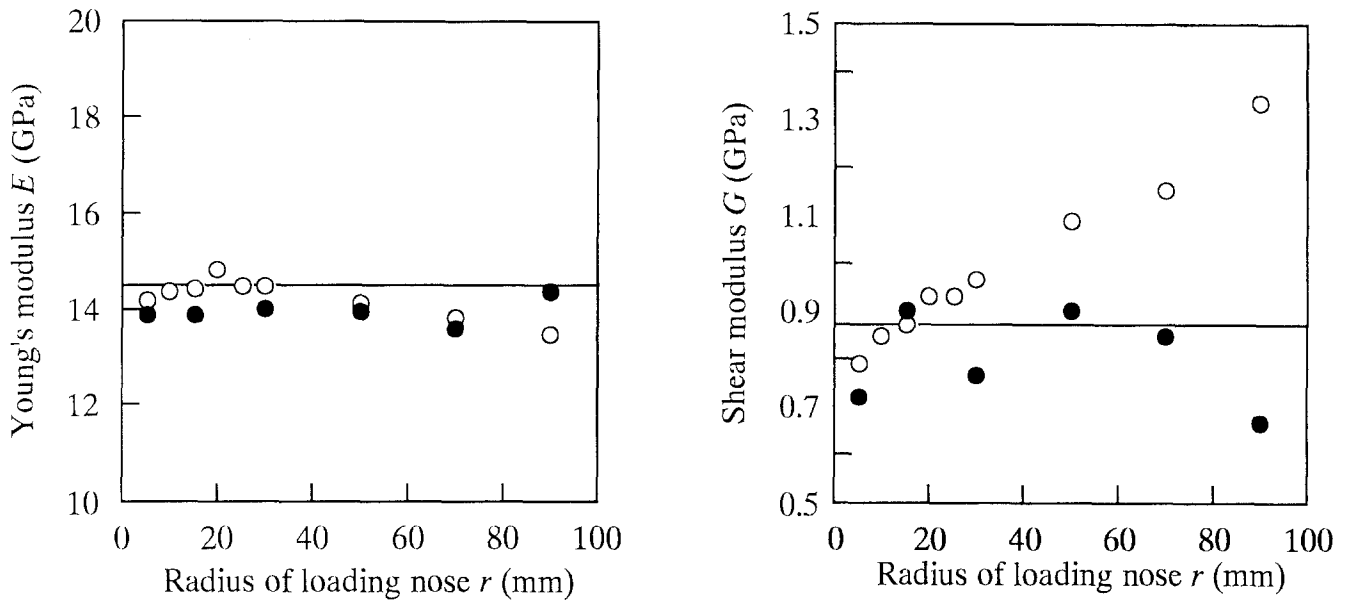 Young's modulus E (GPa)
20
18
16
14
12
10
0 20 40 60 80 100
Radius of loading nose r (mm)
Shear modulus G (GPa)
1.5
1.3
1.1
0.9
0.7
0.5
0 20 40 60 80 100
Radius of loading nose r (mm)